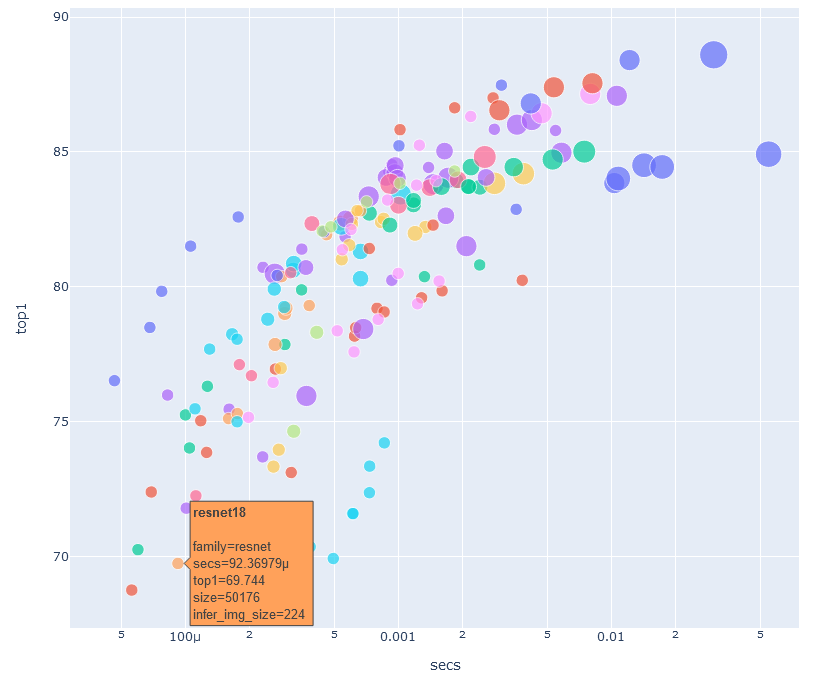 90
85
80
75
70
top1
resnet18
family=resnet
secs=92.36979μ
top1=69.744
size=50176
infer_img_size=224
5 100μ 2 5 0.001 2 5 0.01 2 5
secs